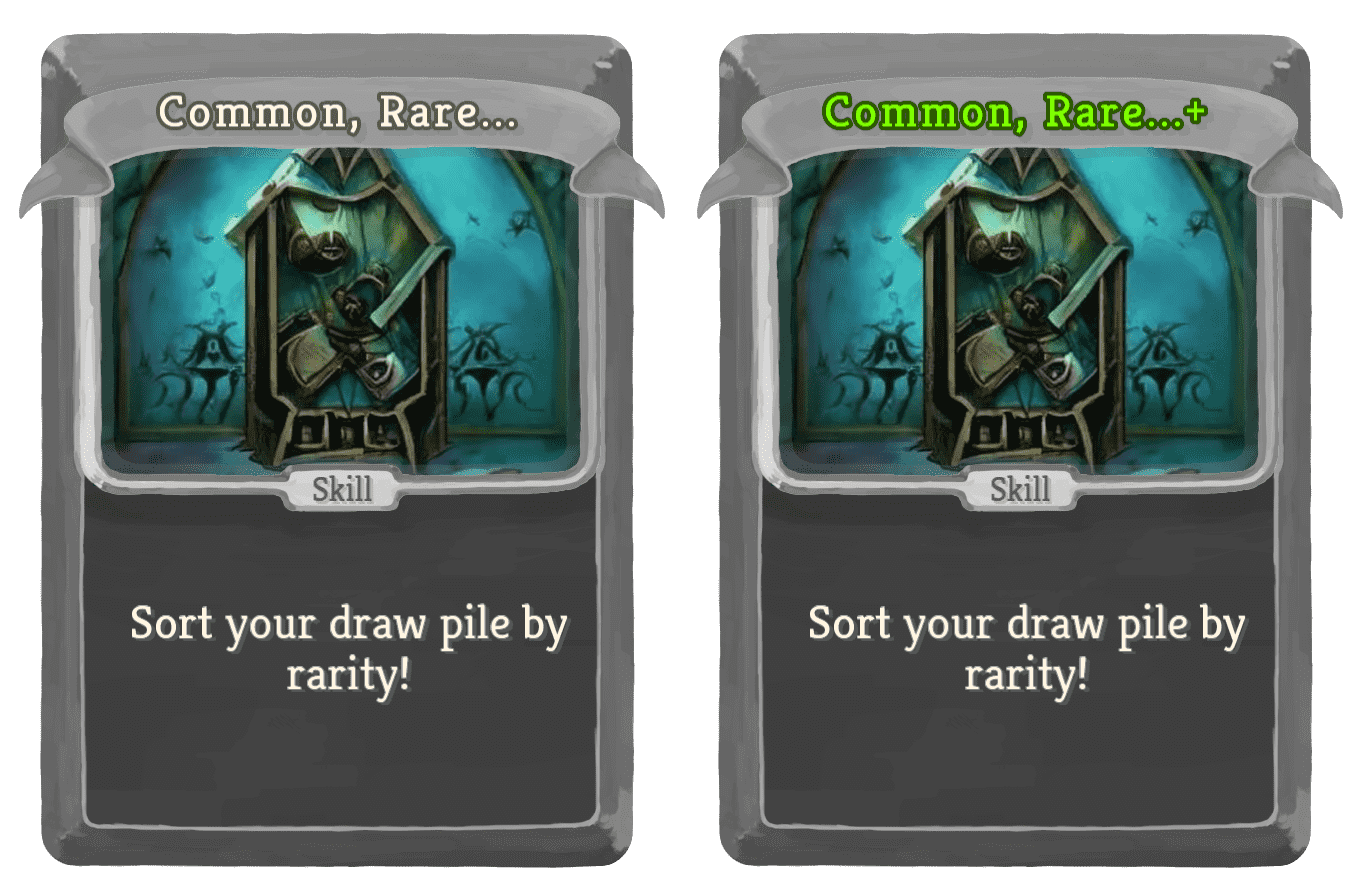 Common, Rare...
Skill
Sort your draw pile by
rarity!
Common, Rare...+
Skill
Sort your draw pile by
rarity!